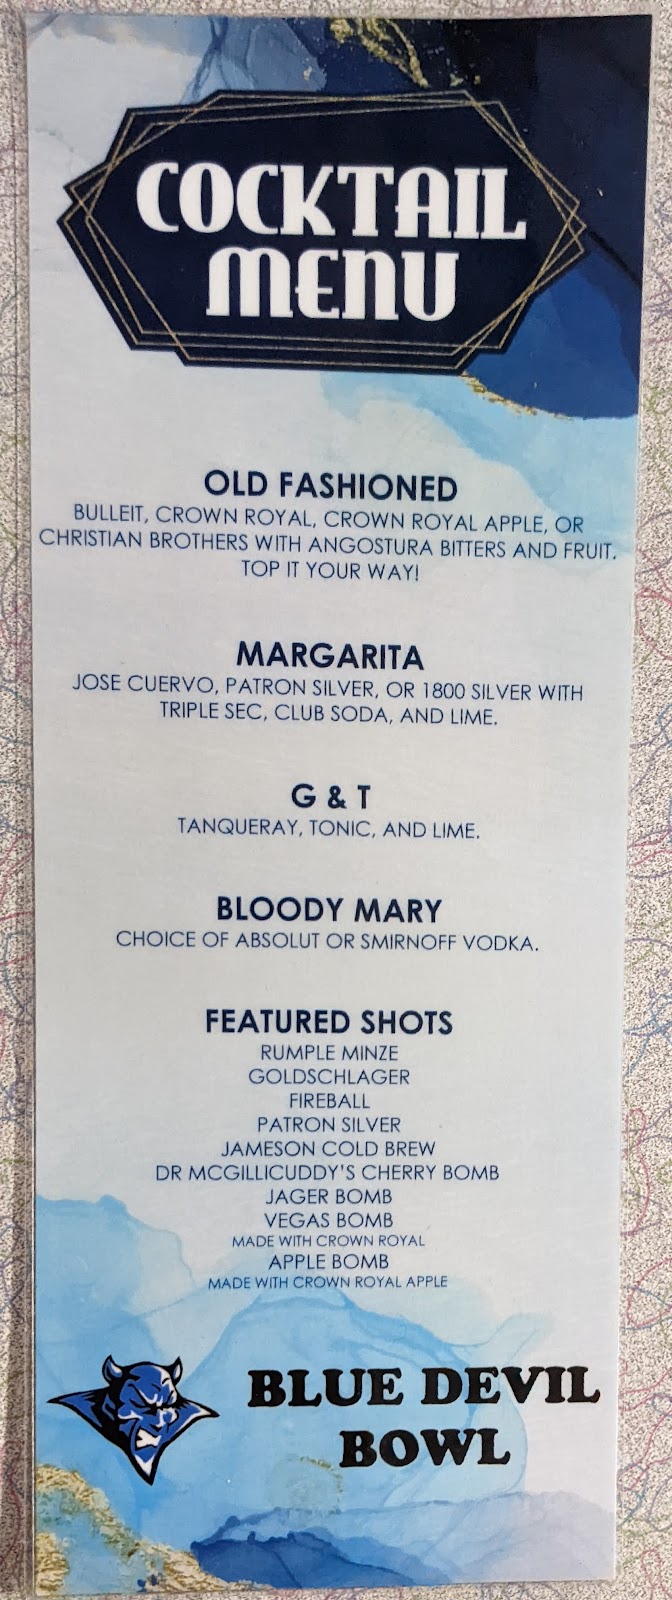 COCKTAIL
MENU
OLD FASHIONED
BULLEIT, CROWN ROYAL, CROWN ROYAL APPLE, OR
CHRISTIAN BROTHERS WITH ANGOSTURA BITTERS AND FRUIT.
TOP IT YOUR WAY!
MARGARITA
JOSE CUERVO, PATRON SILVER, OR 1800 SILVER WITH
TRIPLE SEC, CLUB SODA, AND LIME.
G & T
TANQUERAY, TONIC, AND LIME.
BLOODY MARY
CHOICE OF ABSOLUT OR SMIRNOFF VODKA.
FEATURED SHOTS
RUMPLE MINZE
GOLDSCHLAGER
FIREBALL
PATRON SILVER
JAMESON COLD BREW
DR MCGILLICUDDY'S CHERRY BOMB
JAGER BOMB
VEGAS BOMB
MADE WITH CROWN ROYAL
APPLE BOMB
MADE WITH CROWN ROYAL APPLE
BLUE DEVIL
BOWL